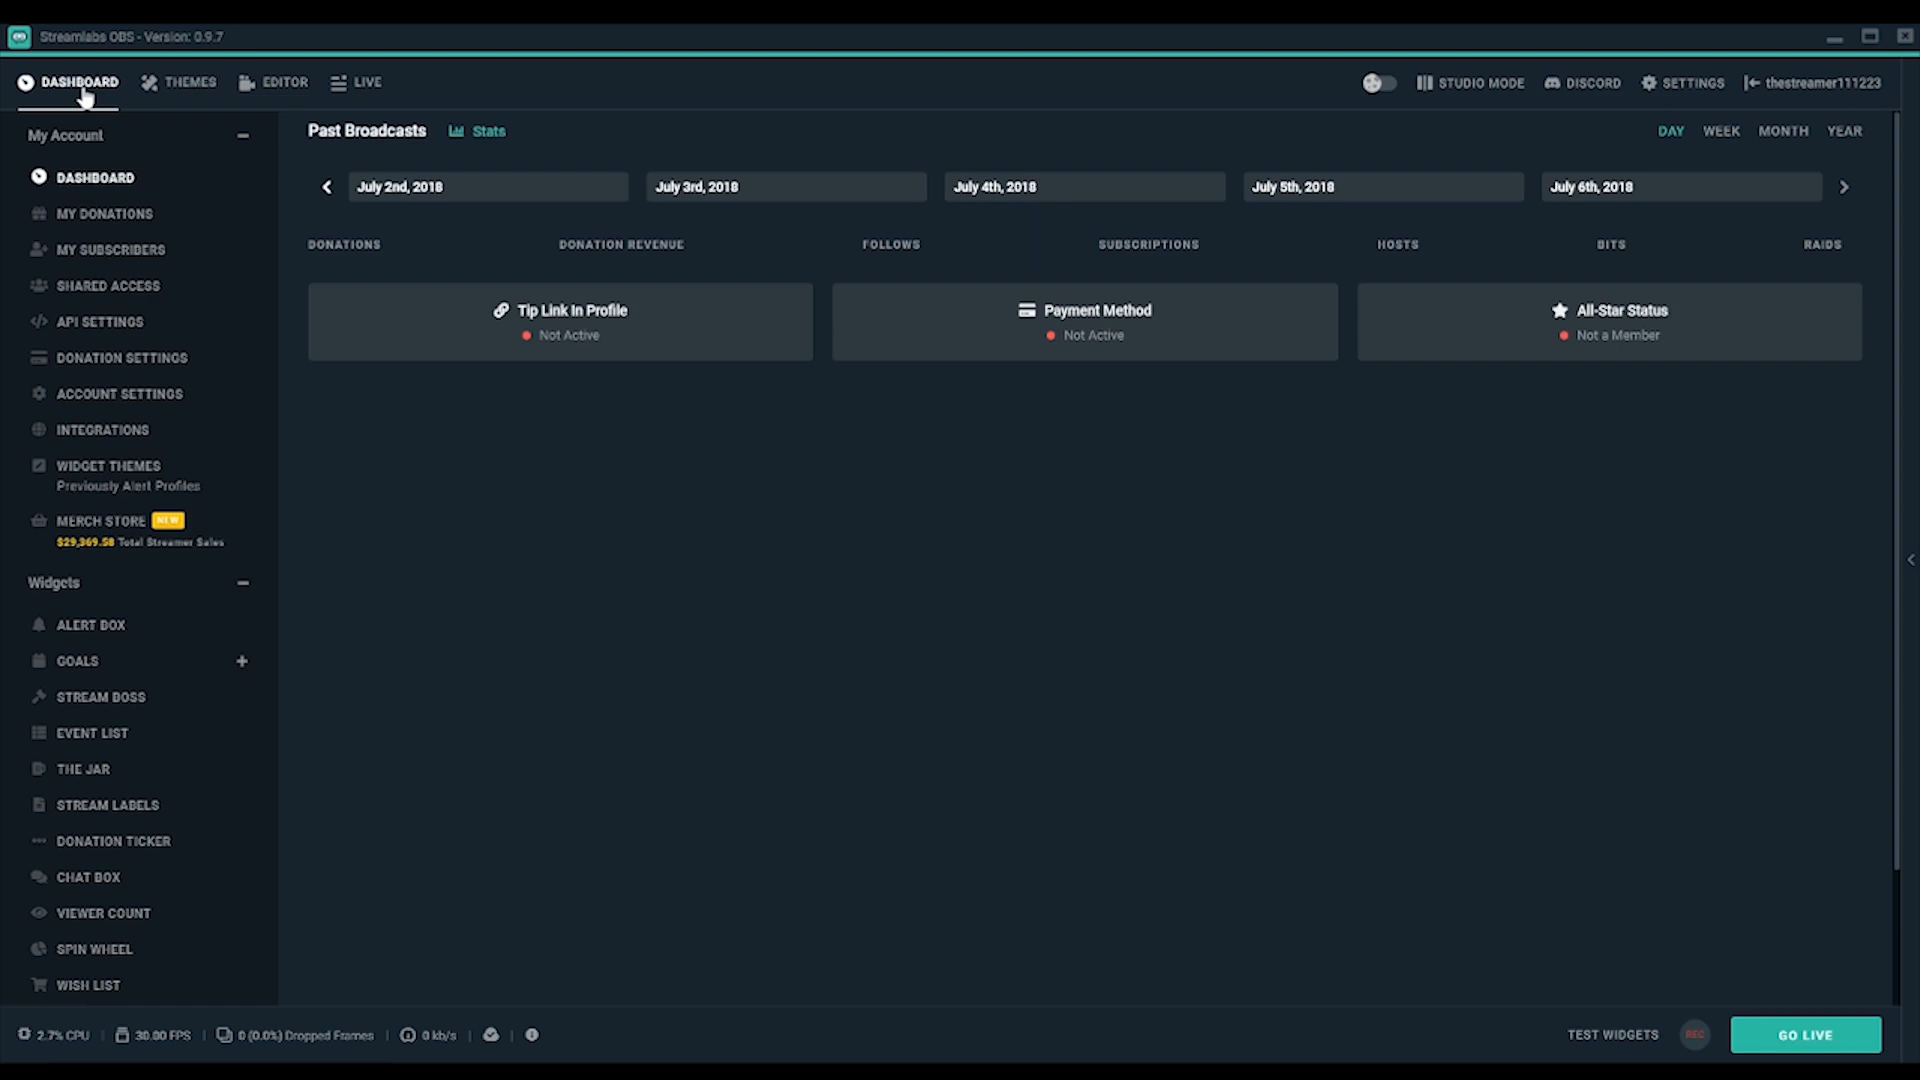 Streamlabs OBS - Version: 0.9.7
DASHBOARD THEMES EDITOR LIVE
STUDIO MODE DISCORD SETTINGS thestreamer111223
My Account
DASHBOARD
MY DONATIONS
MY SUBSCRIBERS
SHARED ACCESS
API SETTINGS
DONATION SETTINGS
ACCOUNT SETTINGS
INTEGRATIONS
WIDGET THEMES
Previously Alert Profiles
MERCH STORE NEW
$29,369.58 Total Streamer Sales
Widgets
ALERT BOX
GOALS
STREAM BOSS
EVENT LIST
THE JAR
STREAM LABELS
DONATION TICKER
CHAT BOX
VIEWER COUNT
SPIN WHEEL
WISH LIST
Past Broadcasts Stats
DAY WEEK MONTH YEAR
July 2nd, 2018 July 3rd, 2018 July 4th, 2018 July 5th, 2018 July 6th, 2018
DONATIONS DONATION REVENUE FOLLOWS SUBSCRIPTIONS HOSTS BITS RAIDS
Tip Link In Profile
Not Active
Payment Method
Not Active
All-Star Status
Not a Member
2.7% CPU 30.00 FPS 0 (0.0%) Dropped Frames 0 kb/s
TEST WIDGETS REC GO LIVE